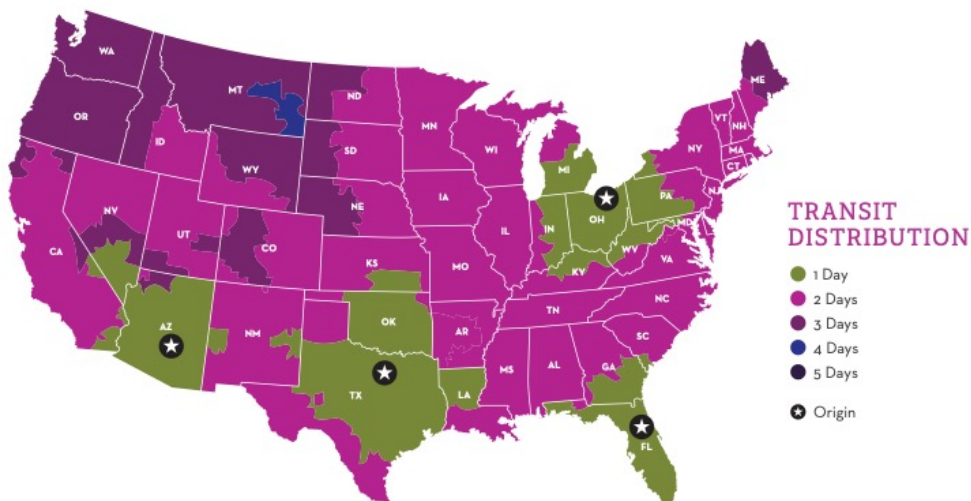 WA
MT
ND
ME
OR
MN
VT
NH
ID
WI
NY
MA
SD
WY
MI
CT
IA
PA
NJ
NE
OH
NV
IL
IN
MD
UT
CO
WV
CA
KS
MO
VA
KY
NC
TN
OK
AZ
NM
AR
SC
MS
AL
GA
TX
LA
FL
TRANSIT
DISTRIBUTION
1 Day
2 Days
3 Days
4 Days
5 Days
Origin